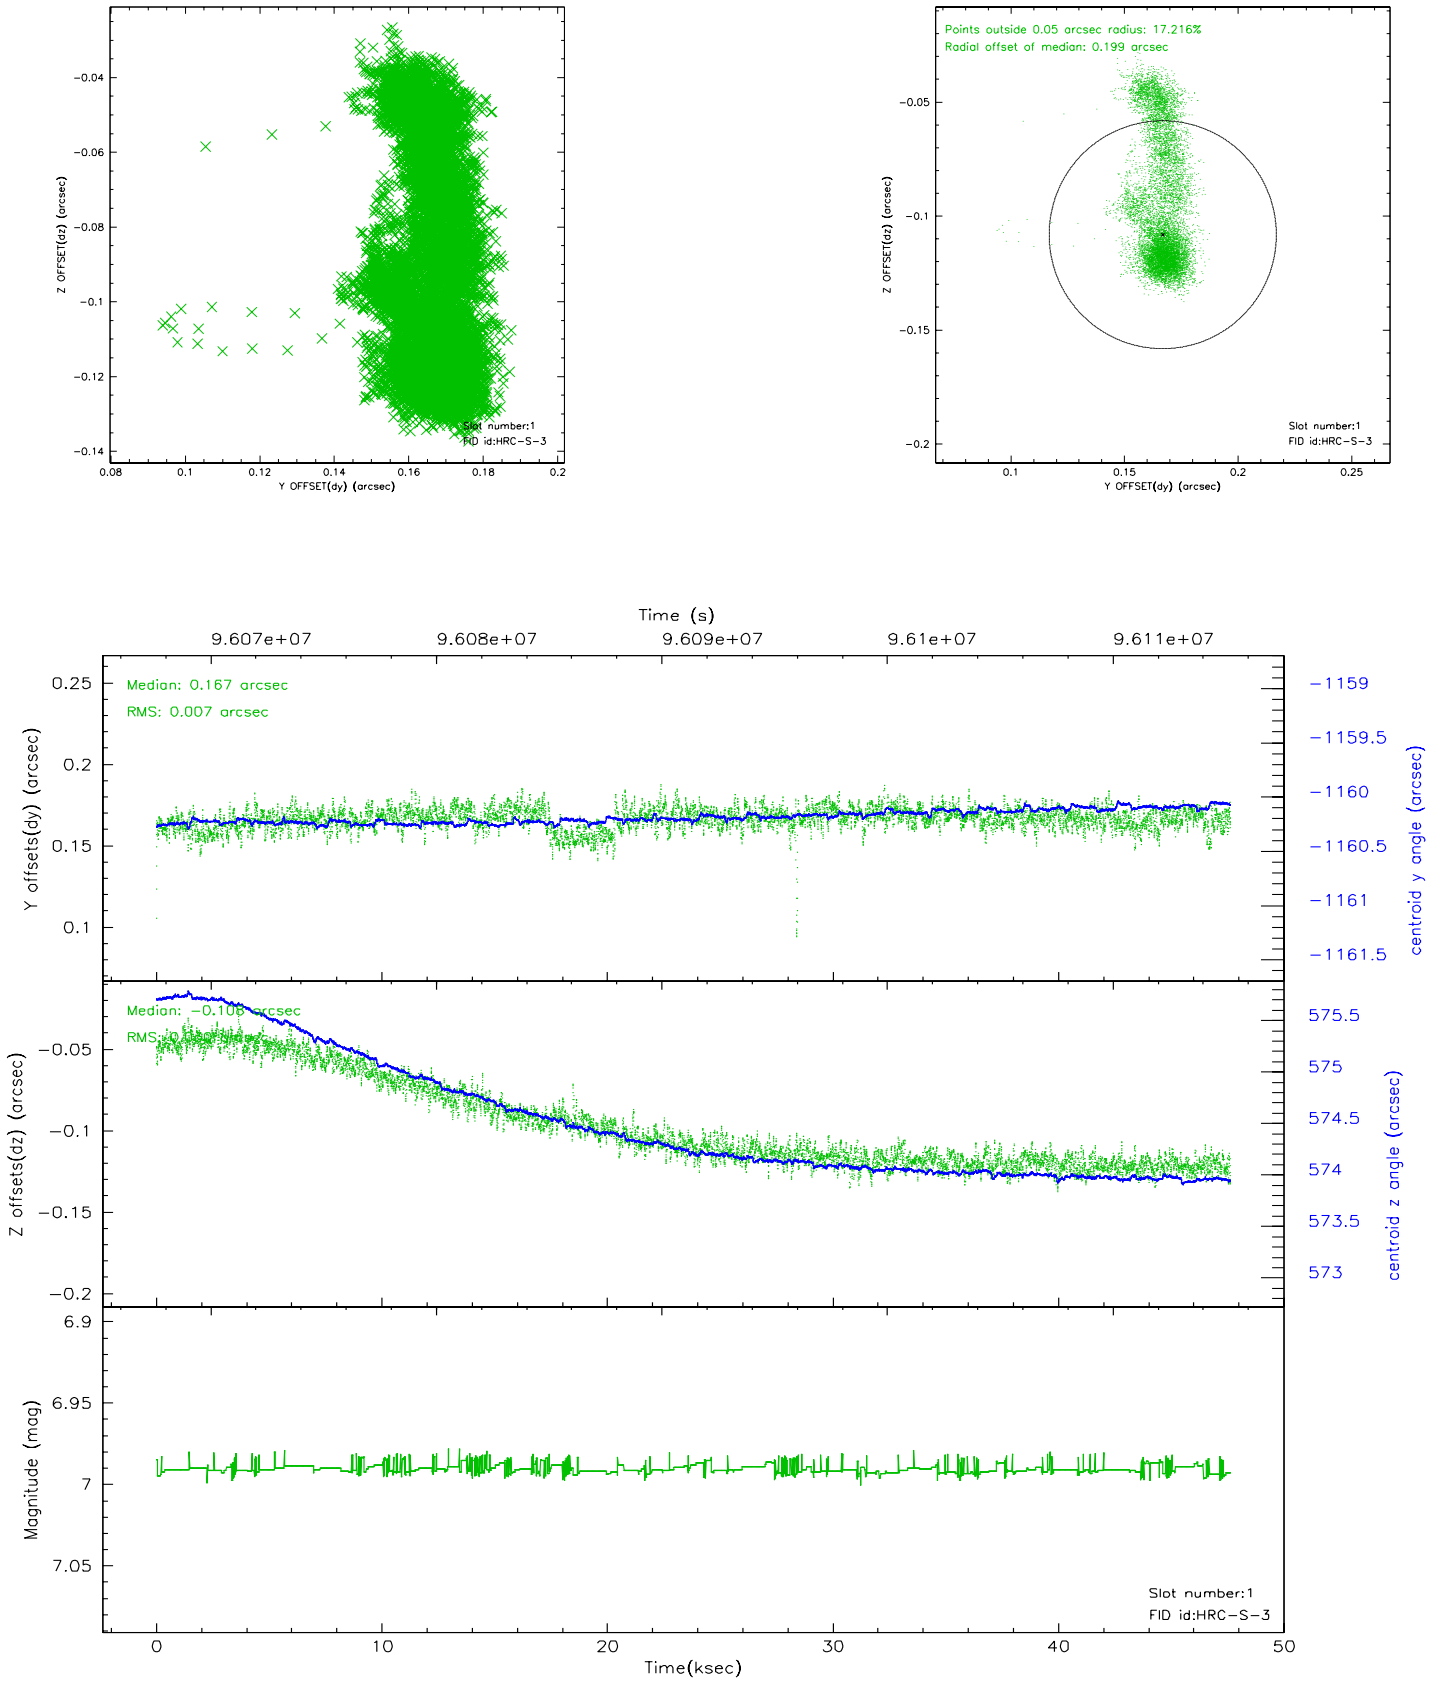 −0.04
−0.06
−0.08
−0.1
−0.12
−0.14
Z OFFSET(dz) (arcsec)
Slot number:1
FID id:HRC−S−3
0.08 0.1 0.12 0.14 0.16 0.18 0.2
Y OFFSET(dy) (arcsec)
Points outside 0.05 arcsec radius: 17.216%
Radial offset of median: 0.199 arcsec
−0.05
−0.1
−0.15
−0.2
Z OFFSET(dz) (arcsec)
Slot number:1
FID id:HRC−S−3
0.1 0.15 0.2 0.25
Y OFFSET(dy) (arcsec)
Time (s)
9.607e+07 9.608e+07 9.609e+07 9.61e+07 9.611e+07
Median: 0.167 arcsec
RMS: 0.007 arcsec
0.25
0.2
0.15
0.1
Y offsets(dy) (arcsec)
−1159
−1159.5
−1160
−1160.5
−1161
−1161.5
centroid y angle (arcsec)
Median: −0.108 arcsec
RMS:
−0.05
−0.1
−0.15
−0.2
Z offsets(dz) (arcsec)
575.5
575
574.5
574
573.5
573
centroid z angle (arcsec)
6.9
6.95
7
7.05
Magnitude (mag)
Slot number:1
FID id:HRC−S−3
0 10 20 30 40 50
Time(ksec)